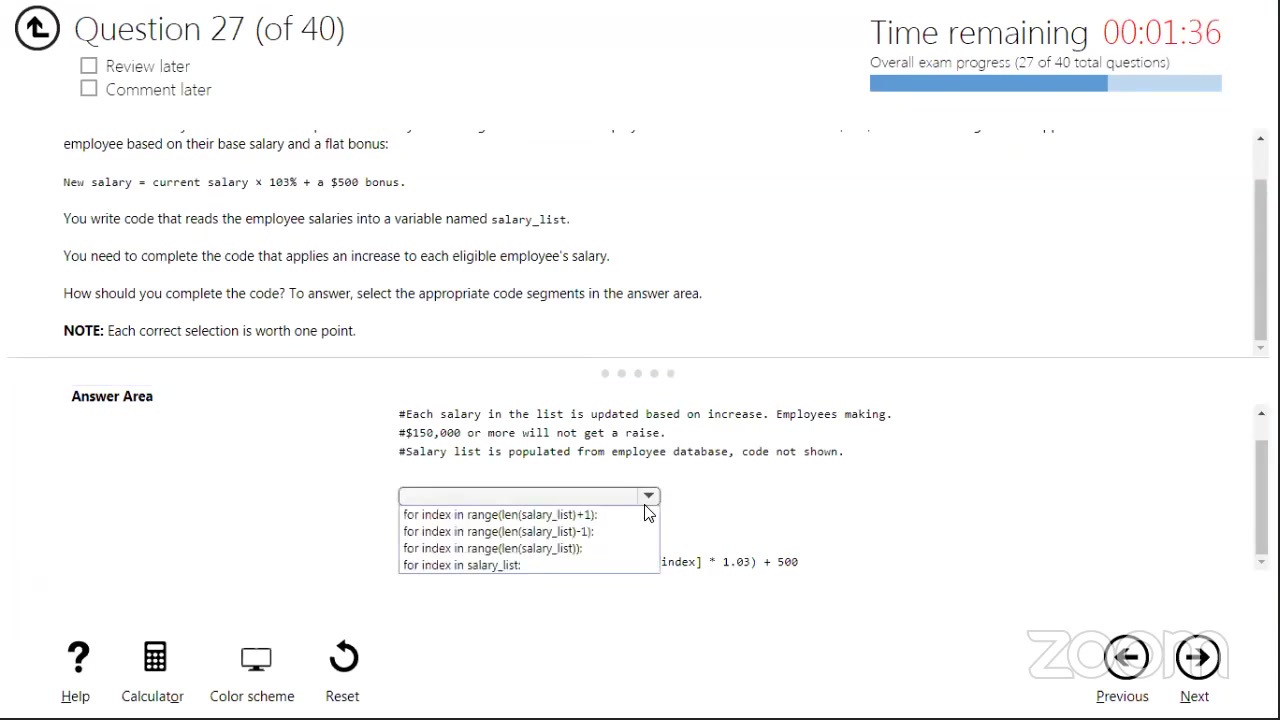 Question 27 (of 40)
Review later
Comment later
Time remaining 00:01:36
Overall exam progress (27 of 40 total questions)
employee based on their base salary and a flat bonus:
New salary = current salary x 103% + a $500 bonus.
You write code that reads the employee salaries into a variable named salary_list.
You need to complete the code that applies an increase to each eligible employee's salary.
How should you complete the code? To answer, select the appropriate code segments in the answer area.
NOTE: Each correct selection is worth one point.
Answer Area
#Each salary in the list is updated based on increase. Employees making.
#$150,000 or more will not get a raise.
#Salary list is populated from employee database, code not shown.
for index in range(len(salary_list)+1):
for index in range(len(salary_list)-1):
for index in range(len(salary_list)):
for index in salary_list:
index] * 1.03) + 500
zoom
Help
Calculator
Color scheme
Reset
Previous
Next